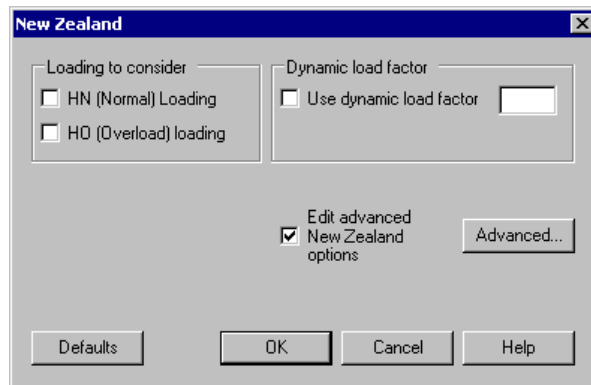 New Zealand
Loading to consider
HN (Normal) Loading
HO (Overload) loading
Dynamic load factor
Use dynamic load factor
Edit advanced
New Zealand
options
Advanced...
Defaults
OK
Cancel
Help